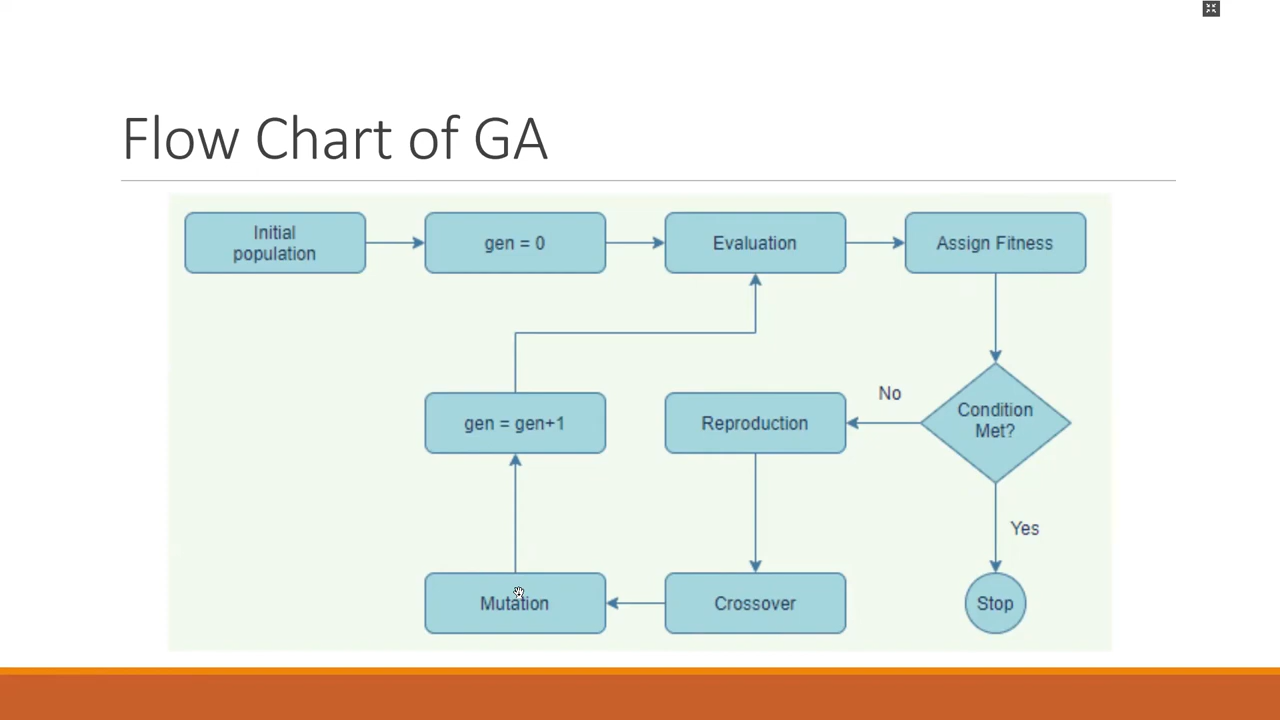 Flow Chart of GA
Initial
population
gen = 0
Evaluation
Assign Fitness
gen = gen+1
Reproduction
No
Condition
Met?
Yes
Mutation
Crossover
Stop